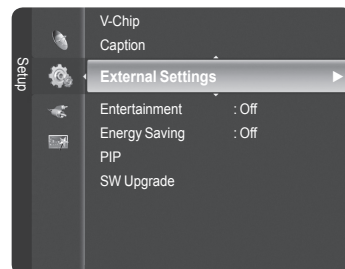 Setup
V-Chip
Caption
External Settings
Entertainment : Off
Energy Saving : Off
PIP
SW Upgrade